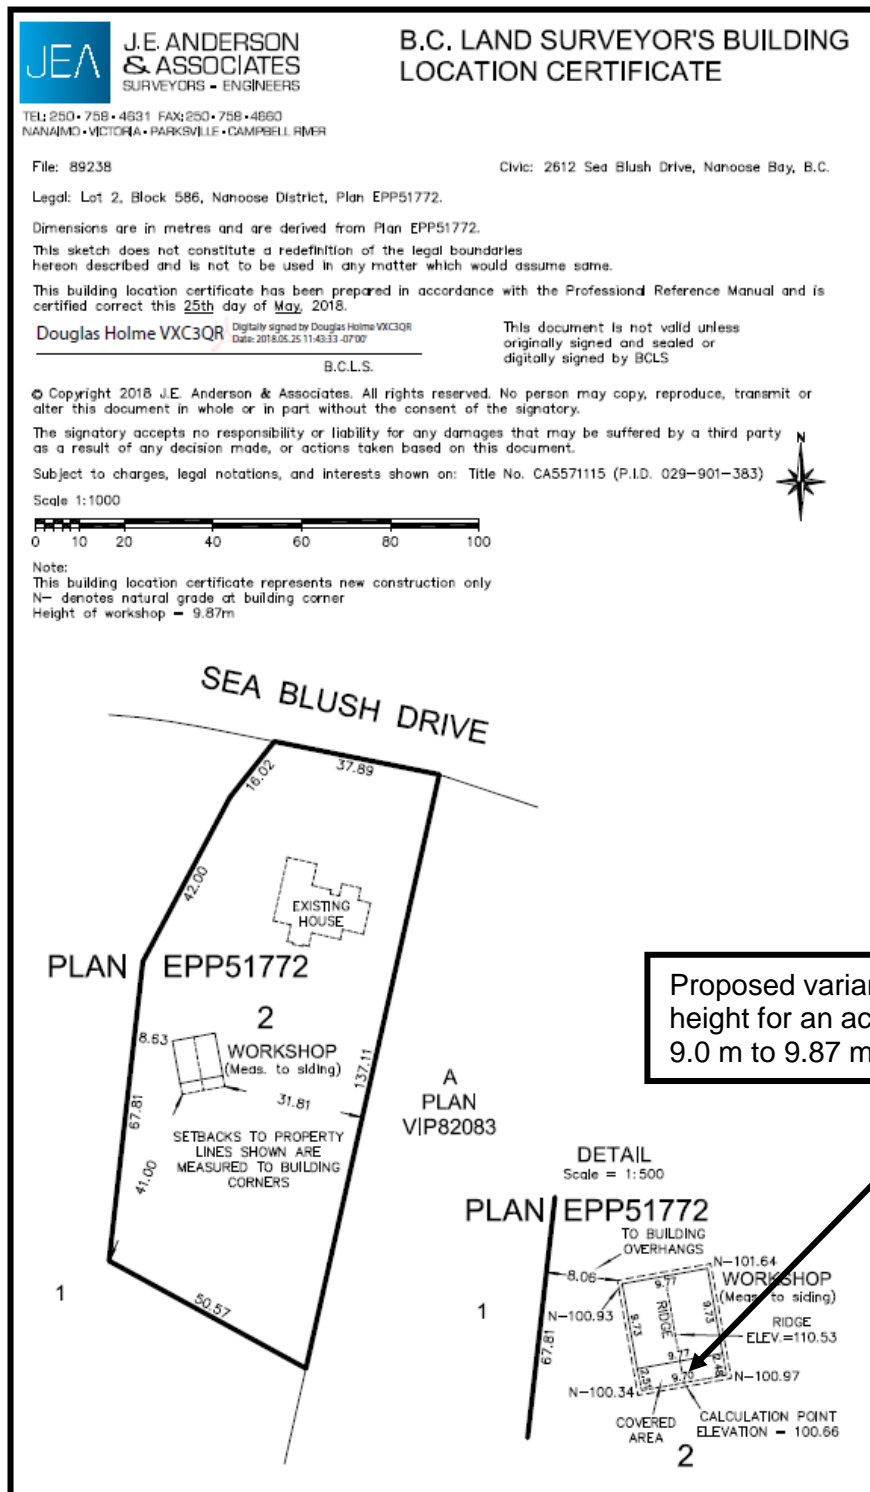 JEA
J.E. ANDERSON
& ASSOCIATES
SURVEYORS - ENGINEERS
TEL: 250 - 758 - 4631 FAX: 250 - 758 - 4660
NANAIMO - VICTORIA - PARKSVILLE - CAMPBELL RIVER
B.C. LAND SURVEYOR'S BUILDING
LOCATION CERTIFICATE
File: 89238
Civic: 2612 Sea Blush Drive, Nanoose Bay, B.C.
Legal: Lot 2, Block 586, Nanoose District, Plan EPP51772.
Dimensions are in metres and are derived from Plan EPP51772.
This sketch does not constitute a redefinition of the legal boundaries
hereon described and is not to be used in any matter which would assume same.
This building location certificate has been prepared in accordance with the Professional Reference Manual and is
certified correct this 25th day of May, 2018.
Douglas Holme VXC3QR
Digitally signed by Douglas Holme VXC3QR
Date: 2018.05.25 11:43:33 -07'00'
B.C.L.S.
This document is not valid unless
originally signed and sealed or
digitally signed by BCLS
© Copyright 2018 J.E. Anderson & Associates. All rights reserved. No person may copy, reproduce, transmit or
alter this document in whole or in part without the consent of the signatory.
The signatory accepts no responsibility or liability for any damages that may be suffered by a third party
as a result of any decision made, or actions taken based on this document.
N
Subject to charges, legal notations, and interests shown on: Title No. CA5571115 (P.I.D. 029-901-383)
Scale 1:1000
0 10 20 40 60 80 100
Note:
This building location certificate represents new construction only
N- denotes natural grade at building corner
Height of workshop = 9.87m
SEA BLUSH DRIVE
16.02
37.89
42.00
EXISTING
HOUSE
PLAN EPP51772
2
8.63
WORKSHOP
(Meas. to siding)
31.81
137.11
67.81
41.00
SETBACKS TO PROPERTY
LINES SHOWN ARE
MEASURED TO BUILDING
CORNERS
1
50.57
A
PLAN
VIP82083
Proposed varian
height for an ac
9.0 m to 9.87 m
DETAIL
Scale = 1:500
PLAN EPP51772
TO BUILDING
OVERHANGS
8.06
N-101.64
WORKSHOP
(Meas. to siding)
9.77
N-100.93
RIDGE
9.73
9.73
RIDGE
ELEV.=110.53
1
67.81
9.77
2.55
9.70
2.48
N-100.34
N-100.97
COVERED
AREA
CALCULATION POINT
ELEVATION = 100.66
2